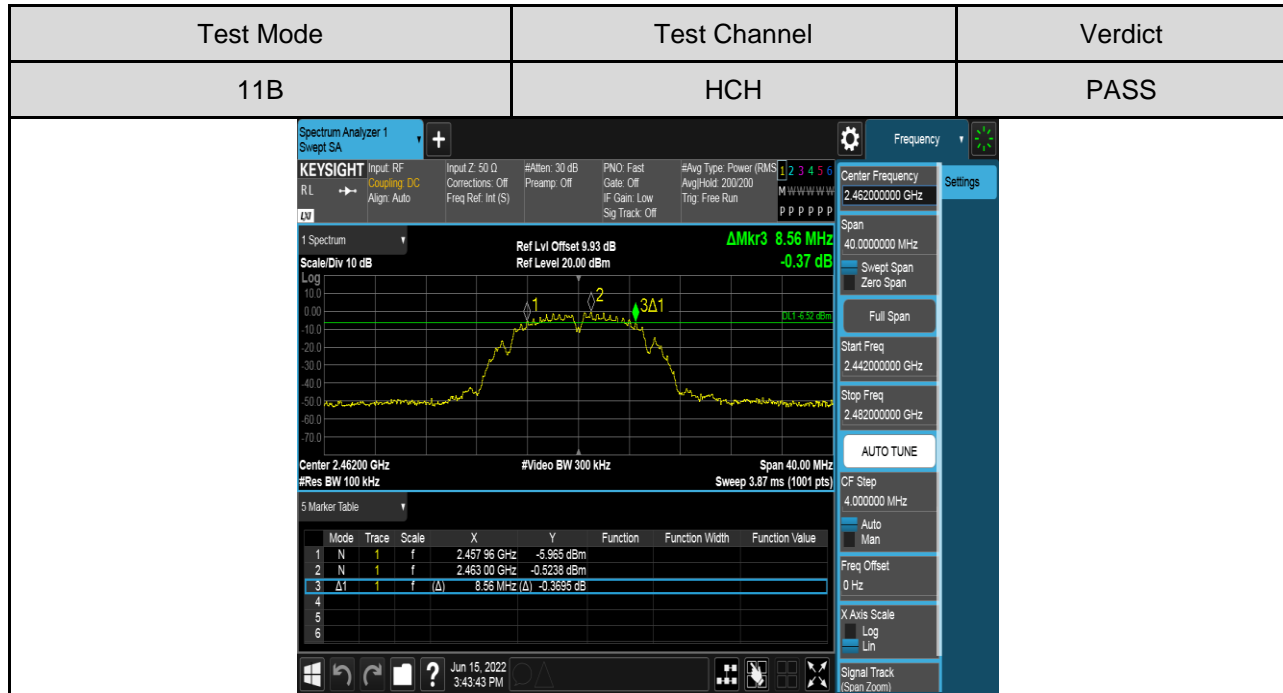 Test Mode Test Channel Verdict
11B HCH PASS
Spectrum Analyzer 1
Swept SA
+
Frequency
KEYSIGHT Input: RF Input Z: 50 Ω #Atten: 30 dB PNO: Fast #Avg Type: Power (RMS 1 2 3 4 5 6
RL Coupling: DC Corrections: Off Preamp: Off Gate: Off Avg|Hold: 200/200 M W W W W W
Align: Auto Freq Ref: Int (S) IF Gain: Low Trig: Free Run
LXI Sig Track: Off P P P P P P
Center Frequency
2.462000000 GHz
Settings
1 Spectrum
Ref Lvl Offset 9.93 dB ΔMkr3 8.56 MHz
Scale/Div 10 dB Ref Level 20.00 dBm -0.37 dB
Span
40.0000000 MHz
Swept Span
Zero Span
Full Span
Start Freq
2.442000000 GHz
Stop Freq
2.482000000 GHz
AUTO TUNE
CF Step
4.000000 MHz
Auto
Man
Freq Offset
0 Hz
X Axis Scale
Log
Lin
Signal Track
(Span Zoom)
Log
10.0
0.00
-10.0
-20.0
-30.0
-40.0
-50.0
-60.0
-70.0
1 2 3Δ1
DL1 -6.52 dBm
Center 2.46200 GHz #Video BW 300 kHz Span 40.00 MHz
#Res BW 100 kHz Sweep 3.87 ms (1001 pts)
5 Marker Table
Mode Trace Scale X Y Function Function Width Function Value
1 N 1 f 2.457 96 GHz -5.965 dBm
2 N 1 f 2.463 00 GHz -0.5238 dBm
3 Δ1 1 f (Δ) 8.56 MHz (Δ) -0.3695 dB
4
5
6
? Jun 15, 2022
3:43:43 PM